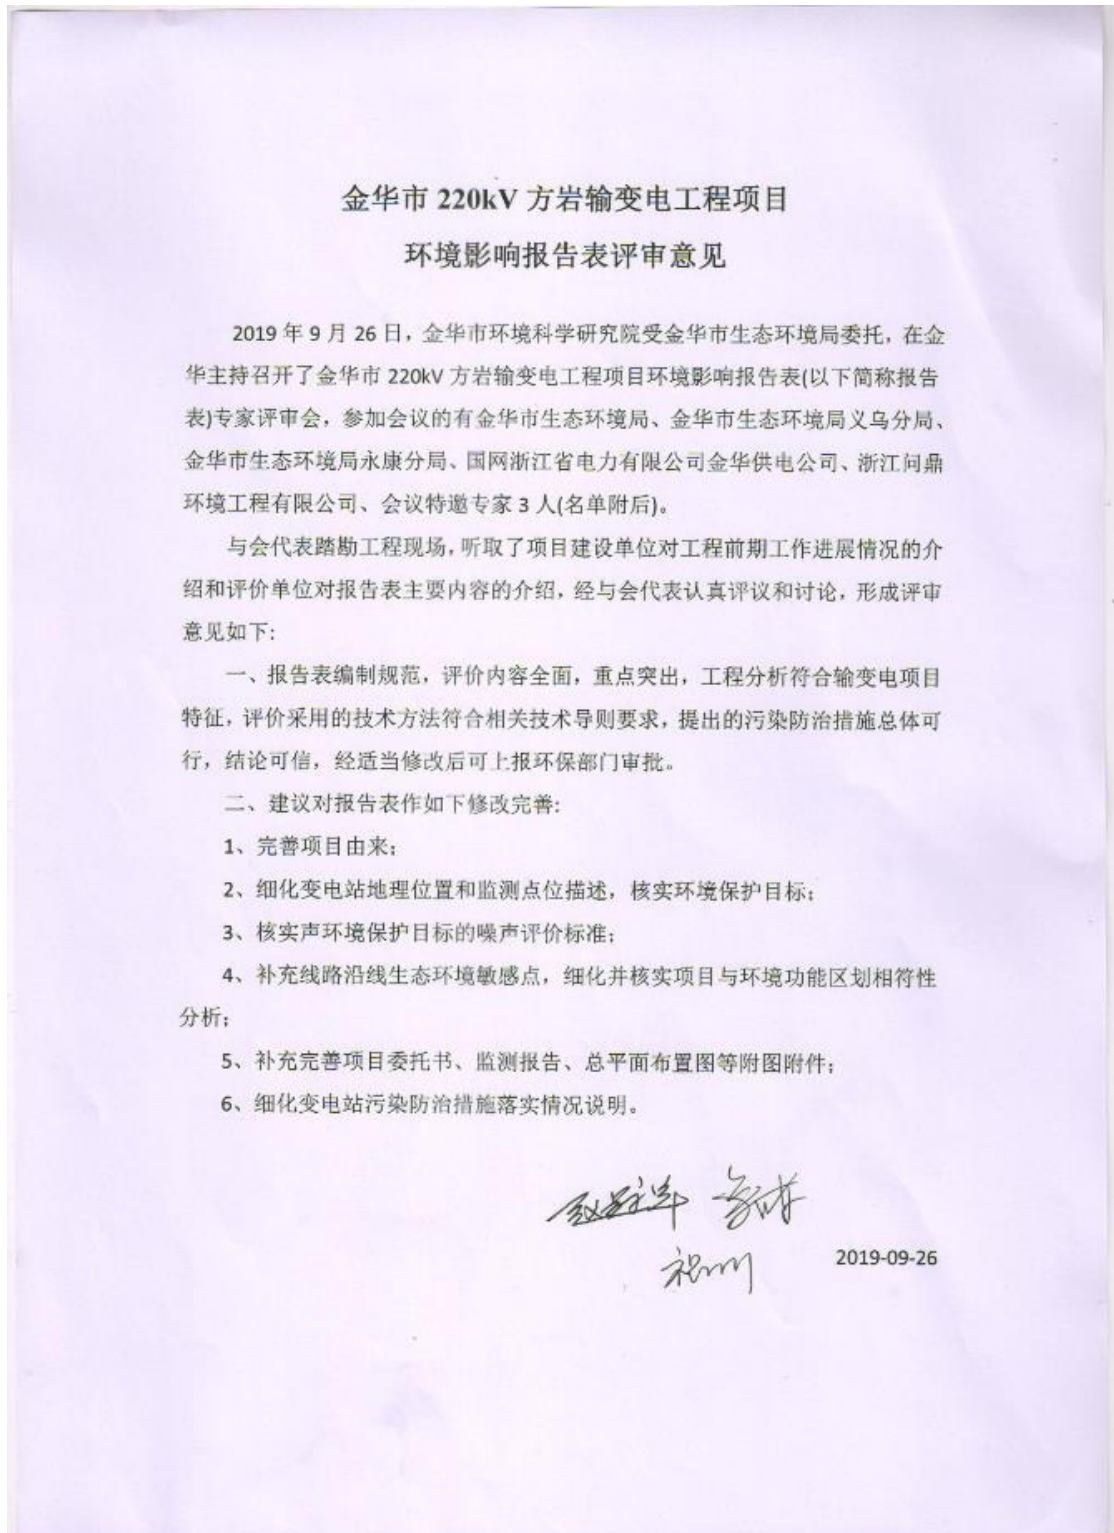 金华市 220kV 方岩输变电工程项目
环境影响报告表评审意见
2019 年 9 月 26 日，金华市环境科学研究院受金华市生态环境局委托，在金
华主持召开了金华市 220kV 方岩输变电工程项目环境影响报告表(以下简称报告
表)专家评审会，参加会议的有金华市生态环境局、金华市生态环境局义乌分局、
金华市生态环境局永康分局、国网浙江省电力有限公司金华供电公司、浙江问鼎
环境工程有限公司、会议特邀专家 3 人(名单附后)。
与会代表踏勘工程现场，听取了项目建设单位对工程前期工作进展情况的介
绍和评价单位对报告表主要内容的介绍，经与会代表认真评议和讨论，形成评审
意见如下:
一、报告表编制规范，评价内容全面，重点突出，工程分析符合输变电项目
特征，评价采用的技术方法符合相关技术导则要求，提出的污染防治措施总体可
行，结论可信，经适当修改后可上报环保部门审批。
二、建议对报告表作如下修改完善:
1、完善项目由来;
2、细化变电站地理位置和监测点位描述，核实环境保护目标;
3、核实声环境保护目标的噪声评价标准;
4、补充线路沿线生态环境敏感点，细化并核实项目与环境功能区划相符性
分析;
5、补充完善项目委托书、监测报告、总平面布置图等附图附件;
6、细化变电站污染防治措施落实情况说明。
2019-09-26